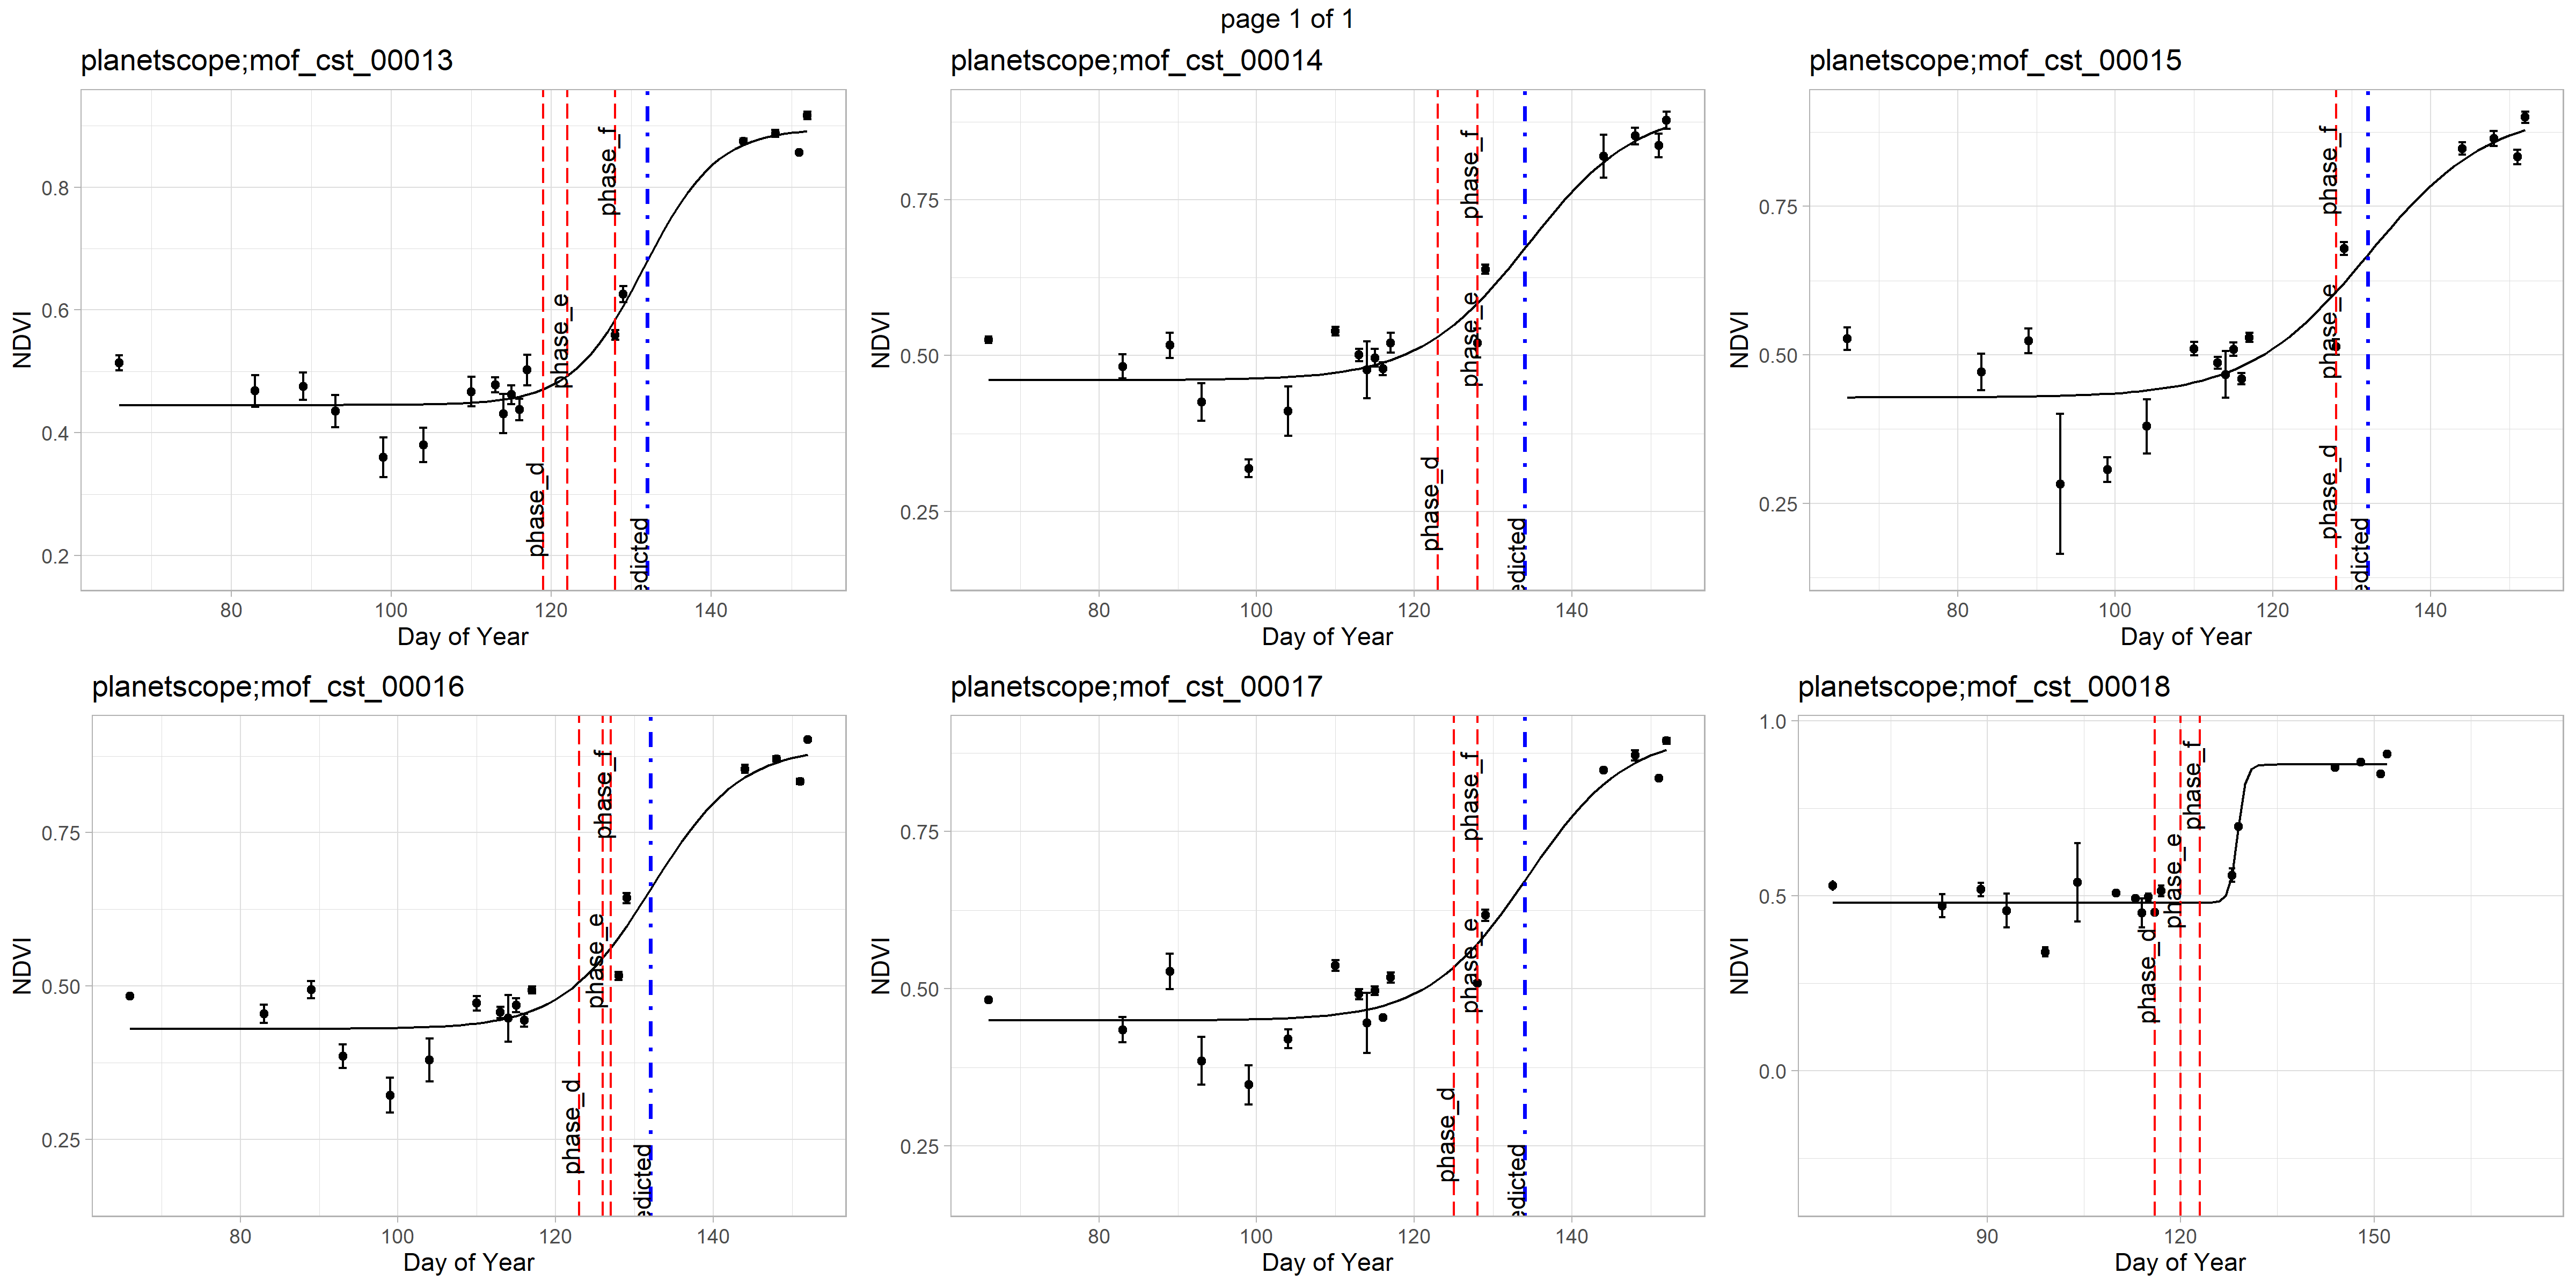 page 1 of 1
planetscope;mof_cst_00013
NDVI
0.8
0.6
0.4
0.2
phase_d
phase_e
phase_f
edicted
80 100 120 140
Day of Year
planetscope;mof_cst_00014
NDVI
0.75
0.50
0.25
phase_d
phase_e
phase_f
edicted
80 100 120 140
Day of Year
planetscope;mof_cst_00015
NDVI
0.75
0.50
0.25
phase_d
phase_e
phase_f
edicted
80 100 120 140
Day of Year
planetscope;mof_cst_00016
NDVI
0.75
0.50
0.25
phase_d
phase_e
phase_f
edicted
80 100 120 140
Day of Year
planetscope;mof_cst_00017
NDVI
0.75
0.50
0.25
phase_d
phase_e
phase_f
edicted
80 100 120 140
Day of Year
planetscope;mof_cst_00018
NDVI
1.0
0.5
0.0
phase_d
phase_e
phase_f
90 120 150
Day of Year